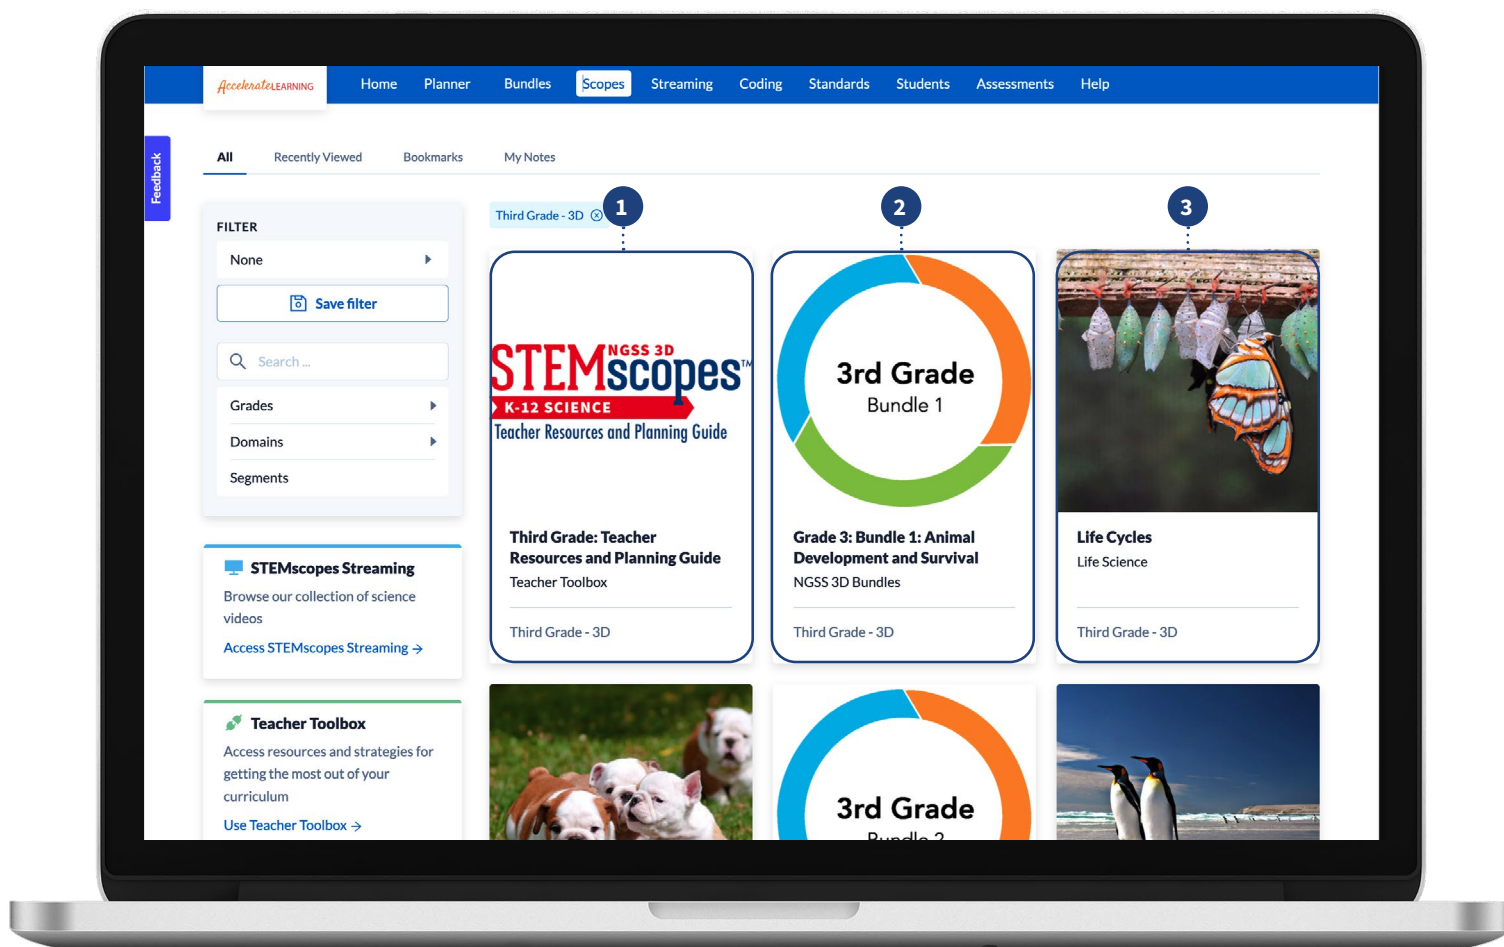 AccelerateLEARNING
Home Planner Bundles Scopes Streaming Coding Standards Students Assessments Help
Feedback
All Recently Viewed Bookmarks My Notes
FILTER
None
Save filter
Search ...
Grades
Domains
Segments
STEMscopes Streaming
Browse our collection of science
videos
Access STEMscopes Streaming →
Teacher Toolbox
Access resources and strategies for
getting the most out of your
curriculum
Use Teacher Toolbox →
Third Grade - 3D
1
2
3
NGSS 3D
STEMscopes™
K-12 SCIENCE
Teacher Resources and Planning Guide
Third Grade: Teacher
Resources and Planning Guide
Teacher Toolbox
Third Grade - 3D
3rd Grade
Bundle 1
Grade 3: Bundle 1: Animal
Development and Survival
NGSS 3D Bundles
Third Grade - 3D
Life Cycles
Life Science
Third Grade - 3D
3rd Grade
Bundle 2